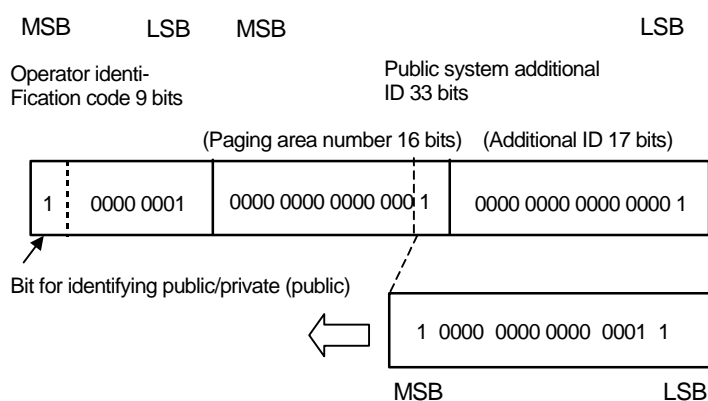 MSB LSB MSB LSB
Operator identi-
Fication code 9 bits
Public system additional
ID 33 bits
(Paging area number 16 bits) (Additional ID 17 bits)
1 0000 0001 0000 0000 0000 000 1 0000 0000 0000 0000 1
Bit for identifying public/private (public)
1 0000 0000 0000 0001 1
MSB LSB